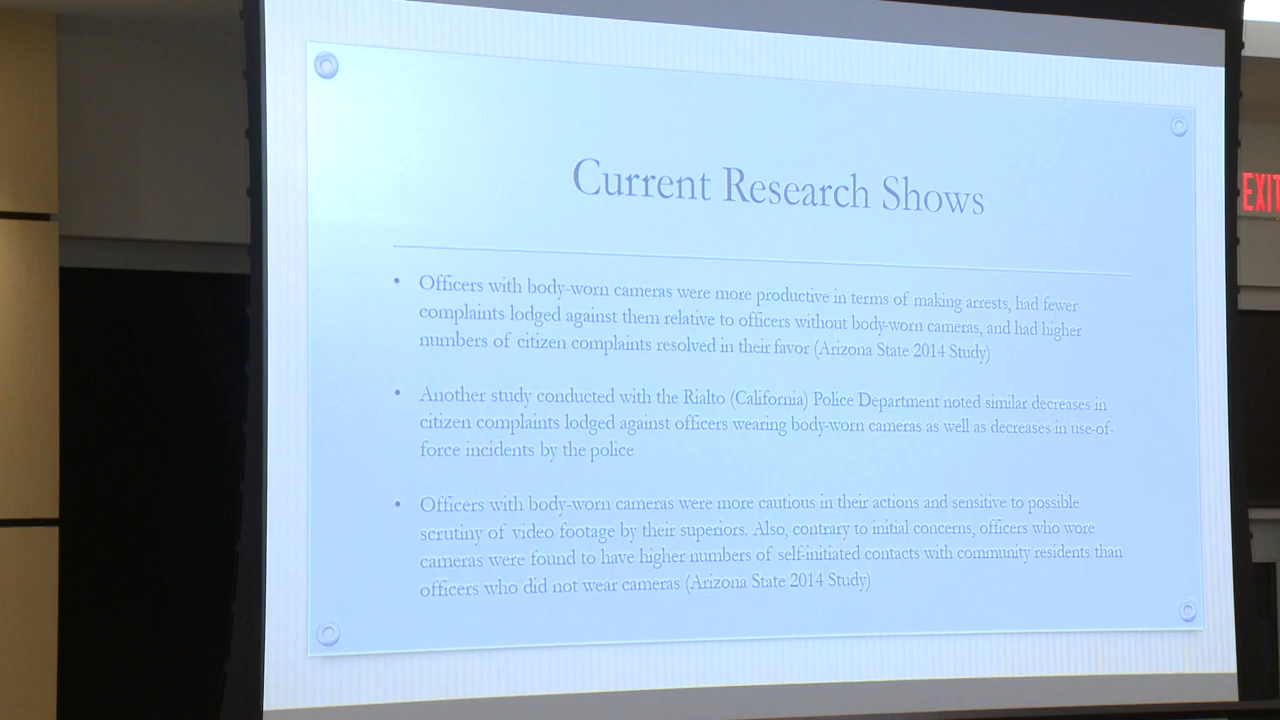 Current Research Shows
• Officers with body-worn cameras were more productive in terms of making arrests, had fewer
complaints lodged against them relative to officers without body-worn cameras, and had higher
numbers of citizen complaints resolved in their favor (Arizona State 2014 Study)
• Another study conducted with the Rialto (California) Police Department noted similar decreases in
citizen complaints lodged against officers wearing body-worn cameras as well as decreases in use-of-
force incidents by the police
• Officers with body-worn cameras were more cautious in their actions and sensitive to possible
scrutiny of video footage by their superiors. Also, contrary to initial concerns, officers who wore
cameras were found to have higher numbers of self-initiated contacts with community residents than
officers who did not wear cameras (Arizona State 2014 Study)
EXIT